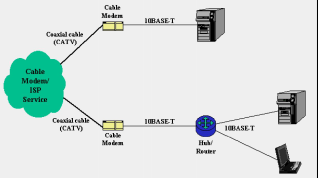 Cable
Modem
10BASE-T
Coaxial cable
(CATV)
Cable
Modem/
ISP
Service
Coaxial cable
(CATV)
10BASE-T
Cable
Modem
10BASE-T
Hub/
Router